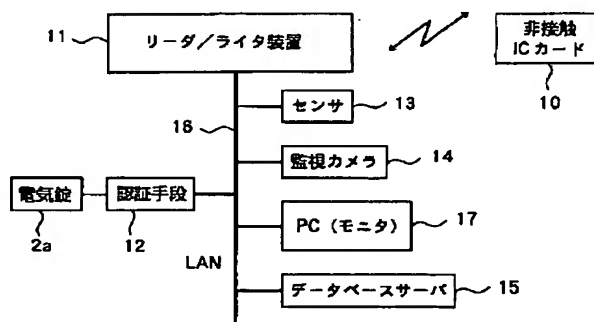 11
リーダ/ライタ装置
非接触
ICカード
10
16
センサ
13
監視カメラ
14
電気錠
認証手段
PC(モニタ)
17
2a
12
LAN
データベースサーバ
15